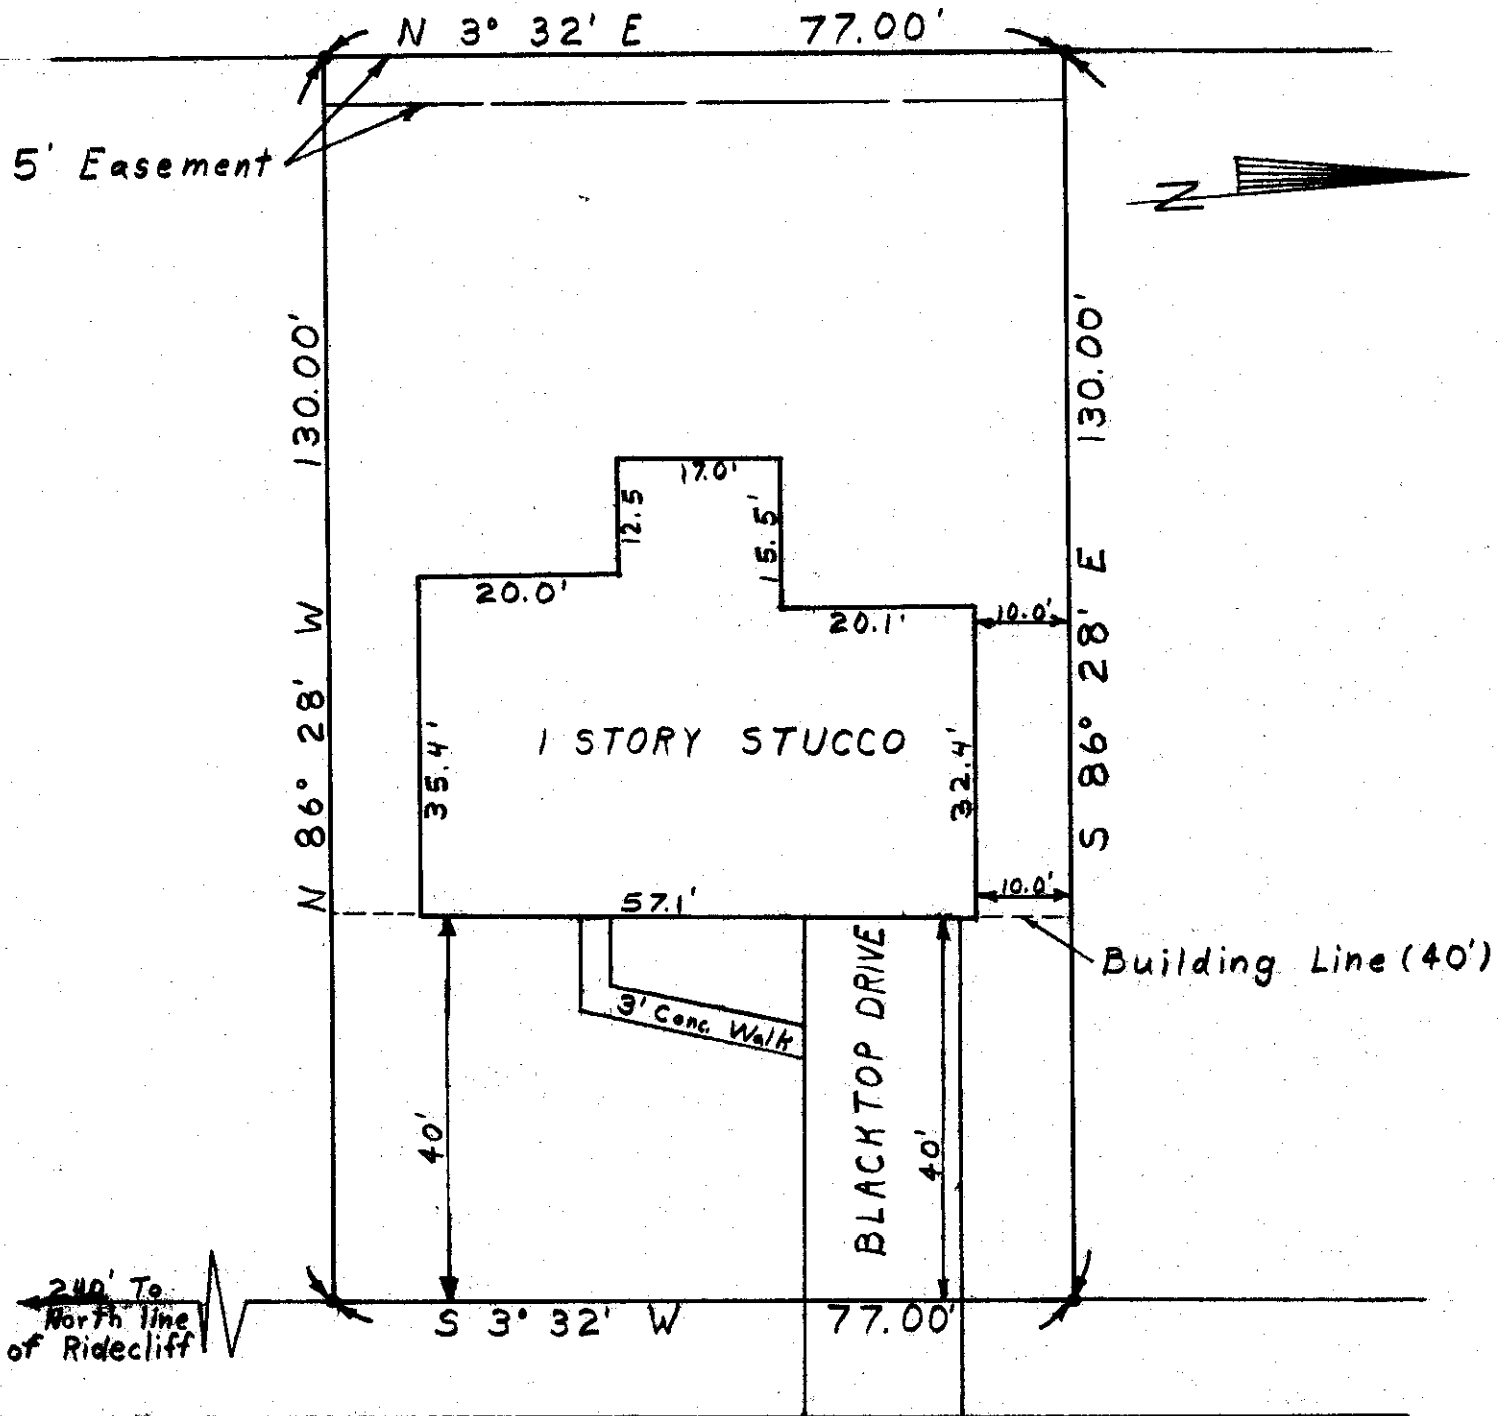 N 3° 32' E 77.00'
5' Easement
N
130.00'
130.00'
17.0'
12.5
15.5'
20.0'
20.1'
10.0'
N 86° 28' W
S 86° 28' E
1 STORY STUCCO
35.4'
32.4'
10.0'
57.1'
Building Line (40')
3' Conc. Walk
BLACKTOP DRIVE
40'
40'
240' To
North line
of Ridecliff
S 3° 32' W 77.00'